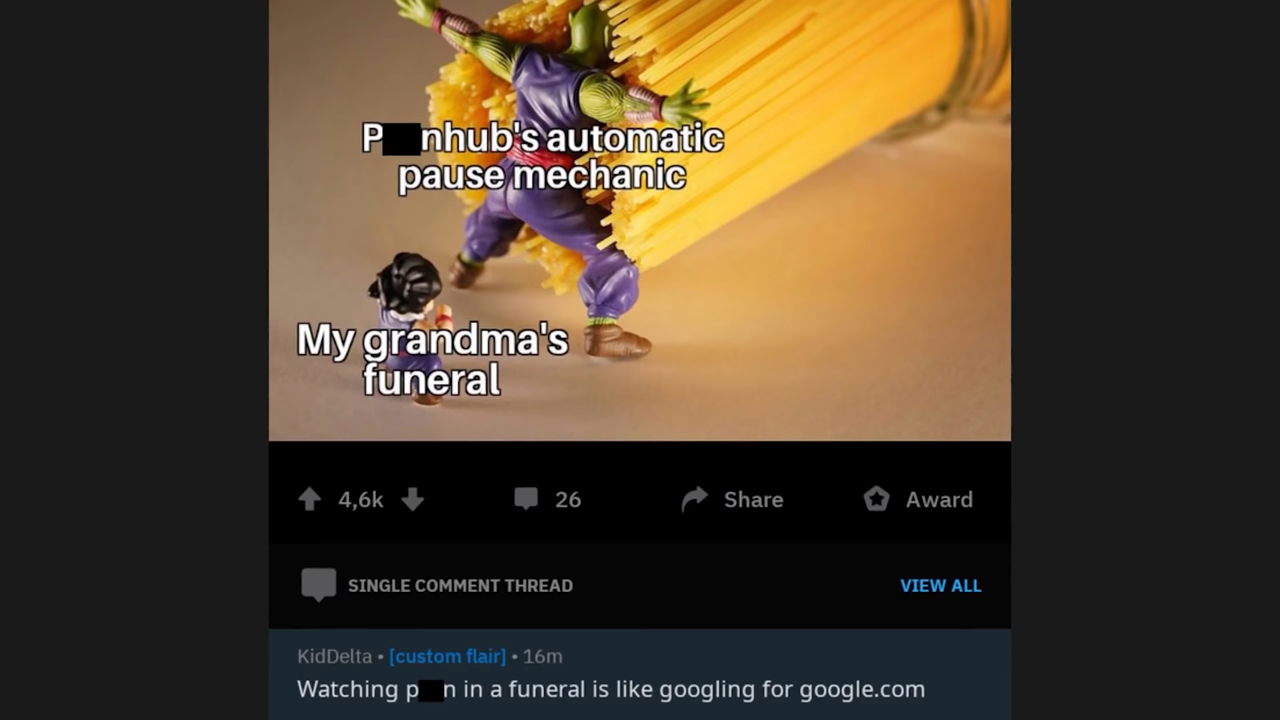 P nhub's automatic
pause mechanic
My grandma's
funeral
4,6k
26
Share
Award
SINGLE COMMENT THREAD
VIEW ALL
KidDelta • [custom flair] • 16m
Watching p n in a funeral is like googling for google.com